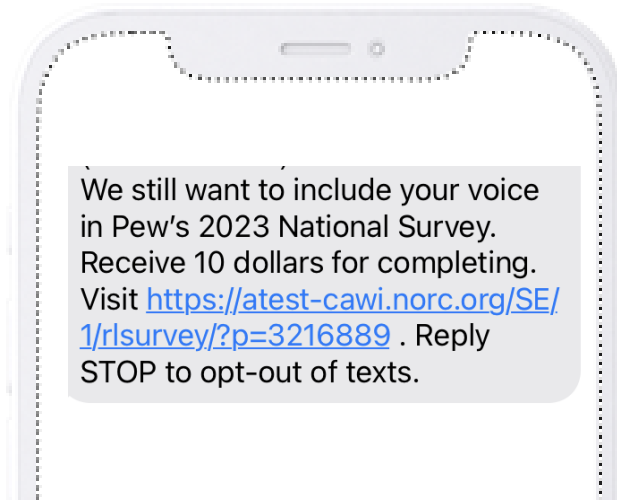 We still want to include your voice
in Pew’s 2023 National Survey.
Receive 10 dollars for completing.
Visit https://atest-cawi.norc.org/SE/
1/rlsurvey/?p=3216889 . Reply
STOP to opt-out of texts.